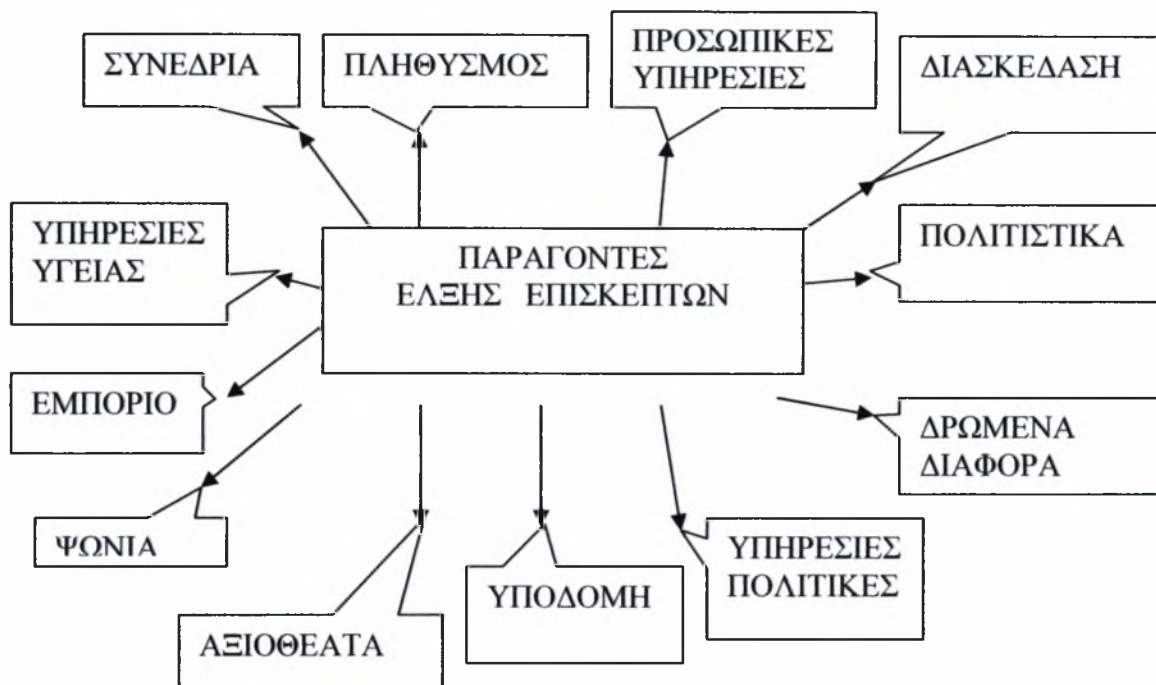 ΣΥΝΕΔΡΙΑ
ΠΛΗΘΥΣΜΟΣ
ΠΡΟΣΩΠΙΚΕΣ
ΥΠΗΡΕΣΙΕΣ
ΔΙΑΣΚΕΔΑΣΗ
ΥΠΗΡΕΣΙΕΣ
ΥΓΕΙΑΣ
ΠΑΡΑΓΟΝΤΕΣ
ΕΛΞΗΣ ΕΠΙΣΚΕΠΤΩΝ
ΠΟΛΙΤΙΣΤΙΚΑ
ΕΜΠΟΡΙΟ
ΔΡΩΜΕΝΑ
ΔΙΑΦΟΡΑ
ΨΩΝΙΑ
ΑΞΙΟΘΕΑΤΑ
ΥΠΟΔΟΜΗ
ΥΠΗΡΕΣΙΕΣ
ΠΟΛΙΤΙΚΕΣ